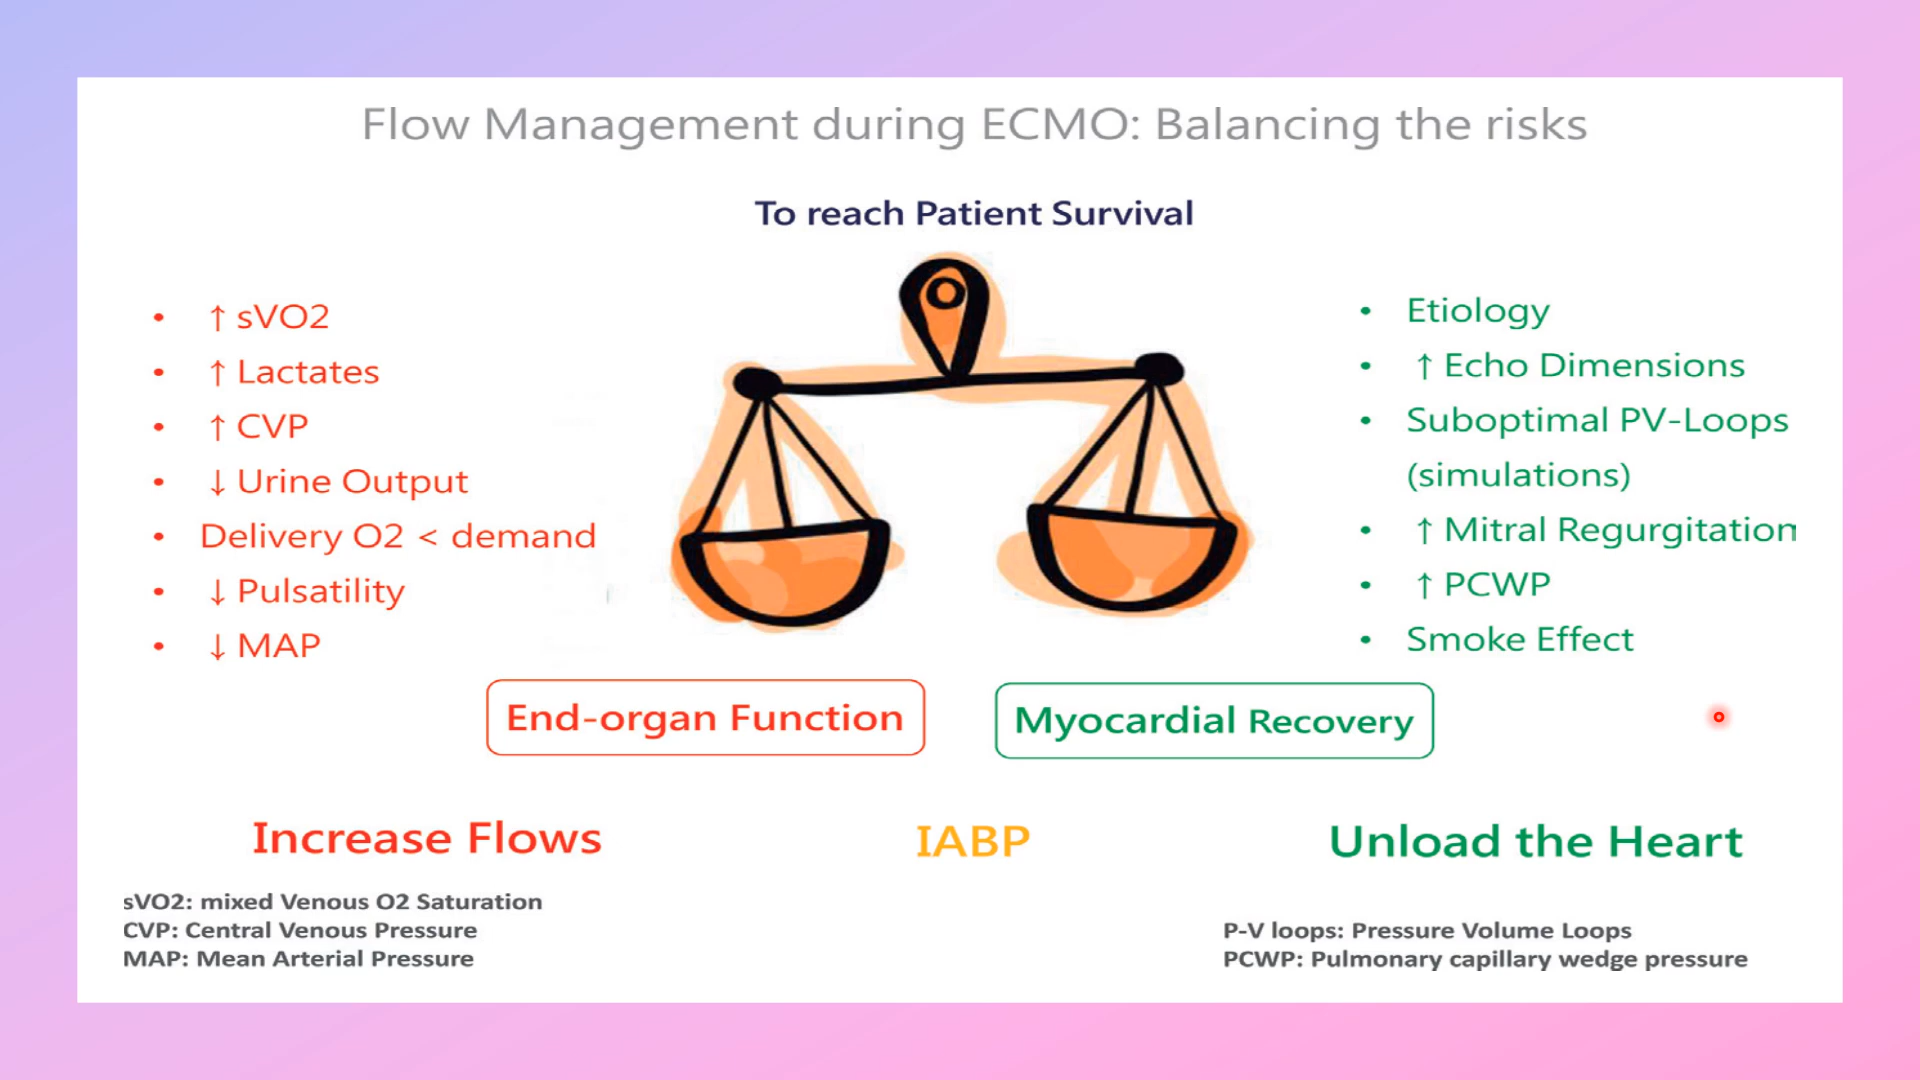 Flow Management during ECMO: Balancing the risks
To reach Patient Survival
• ↑ sVO2
• ↑ Lactates
• ↑ CVP
• ↓ Urine Output
• Delivery O2 < demand
• ↓ Pulsatility
• ↓ MAP
• Etiology
• ↑ Echo Dimensions
• Suboptimal PV-Loops
(simulations)
• ↑ Mitral Regurgitation
• ↑ PCWP
• Smoke Effect
End-organ Function
Myocardial Recovery
Increase Flows
IABP
Unload the Heart
sVO2: mixed Venous O2 Saturation
CVP: Central Venous Pressure
MAP: Mean Arterial Pressure
P-V loops: Pressure Volume Loops
PCWP: Pulmonary capillary wedge pressure